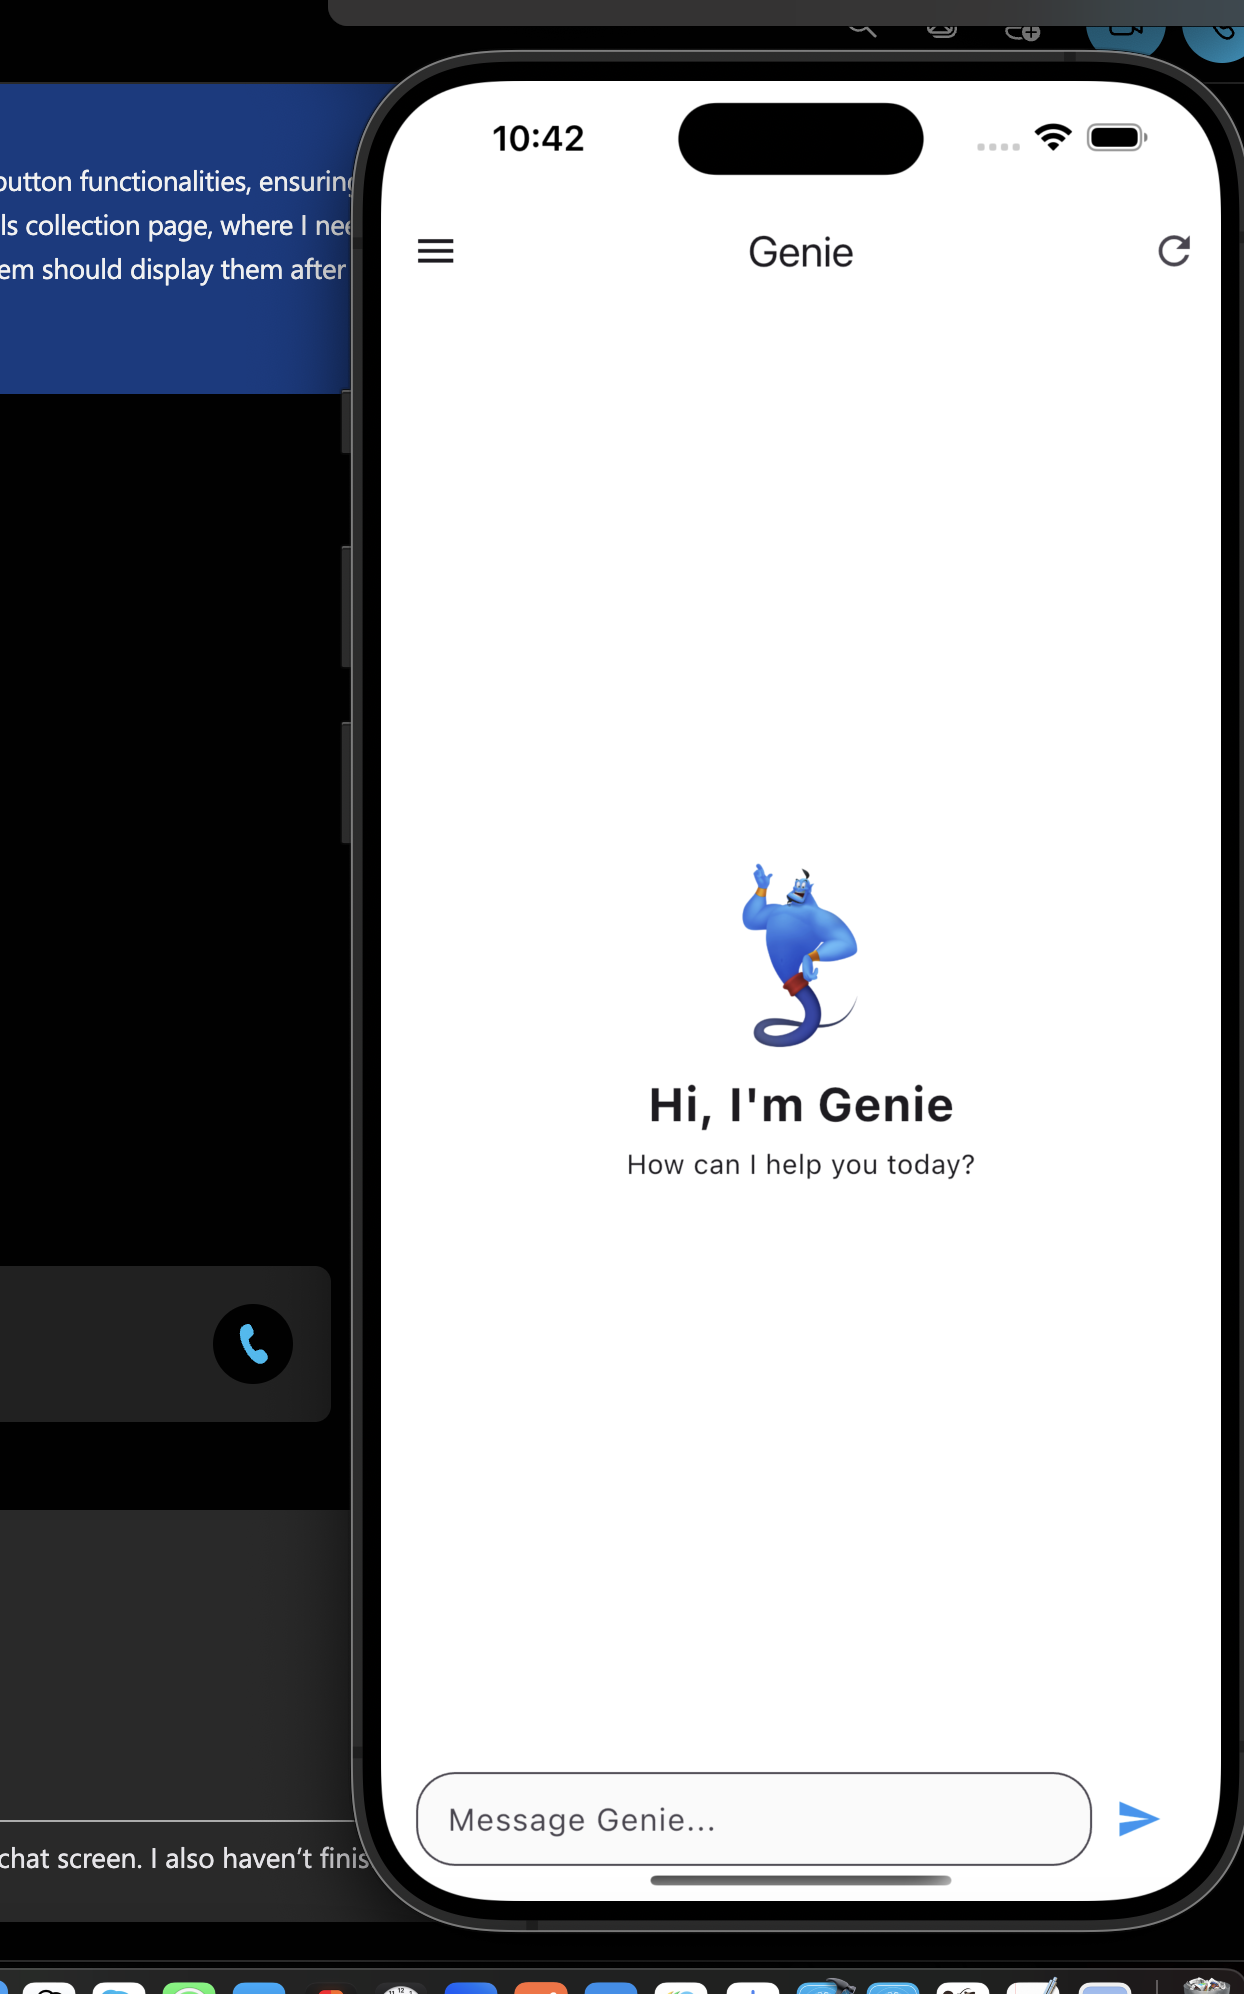 button functionalities, ensuring
ls collection page, where I nee
em should display them after
10:42
Genie
Hi, I'm Genie
How can I help you today?
Message Genie...
chat screen. I also haven't finis